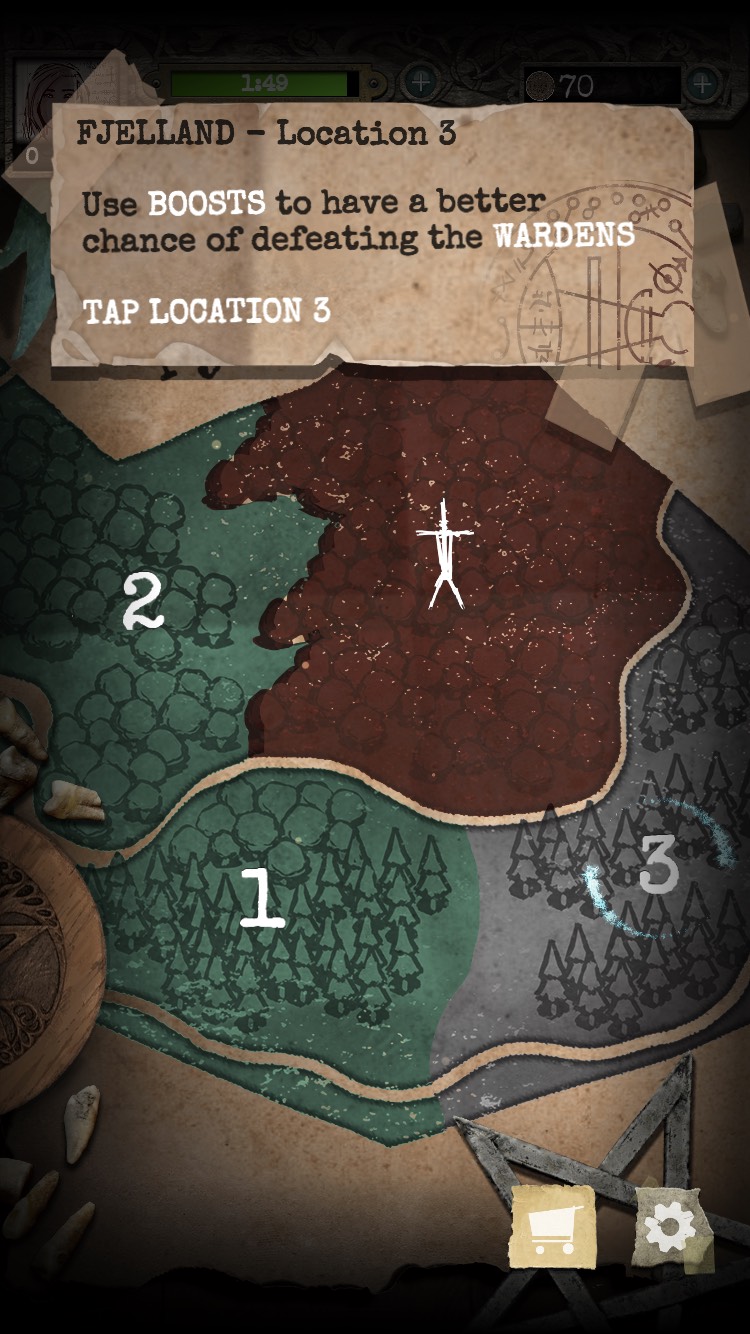 1:49
70
0
FJELLAND - Location 3
Use BOOSTS to have a better
chance of defeating the WARDENS
TAP LOCATION 3
2
1
3